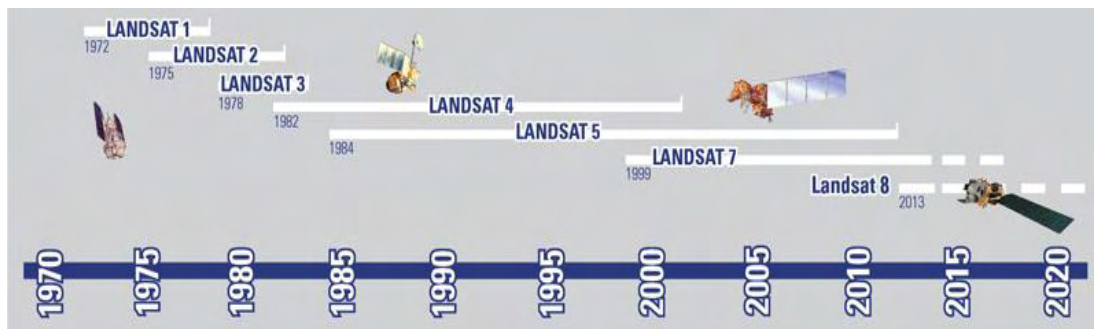 LANDSAT 1
1972
LANDSAT 2
1975
LANDSAT 3
1978
LANDSAT 4
1982
LANDSAT 5
1984
LANDSAT 7
1999
Landsat 8
2013
1970 1975 1980 1985 1990 1995 2000 2005 2010 2015 2020